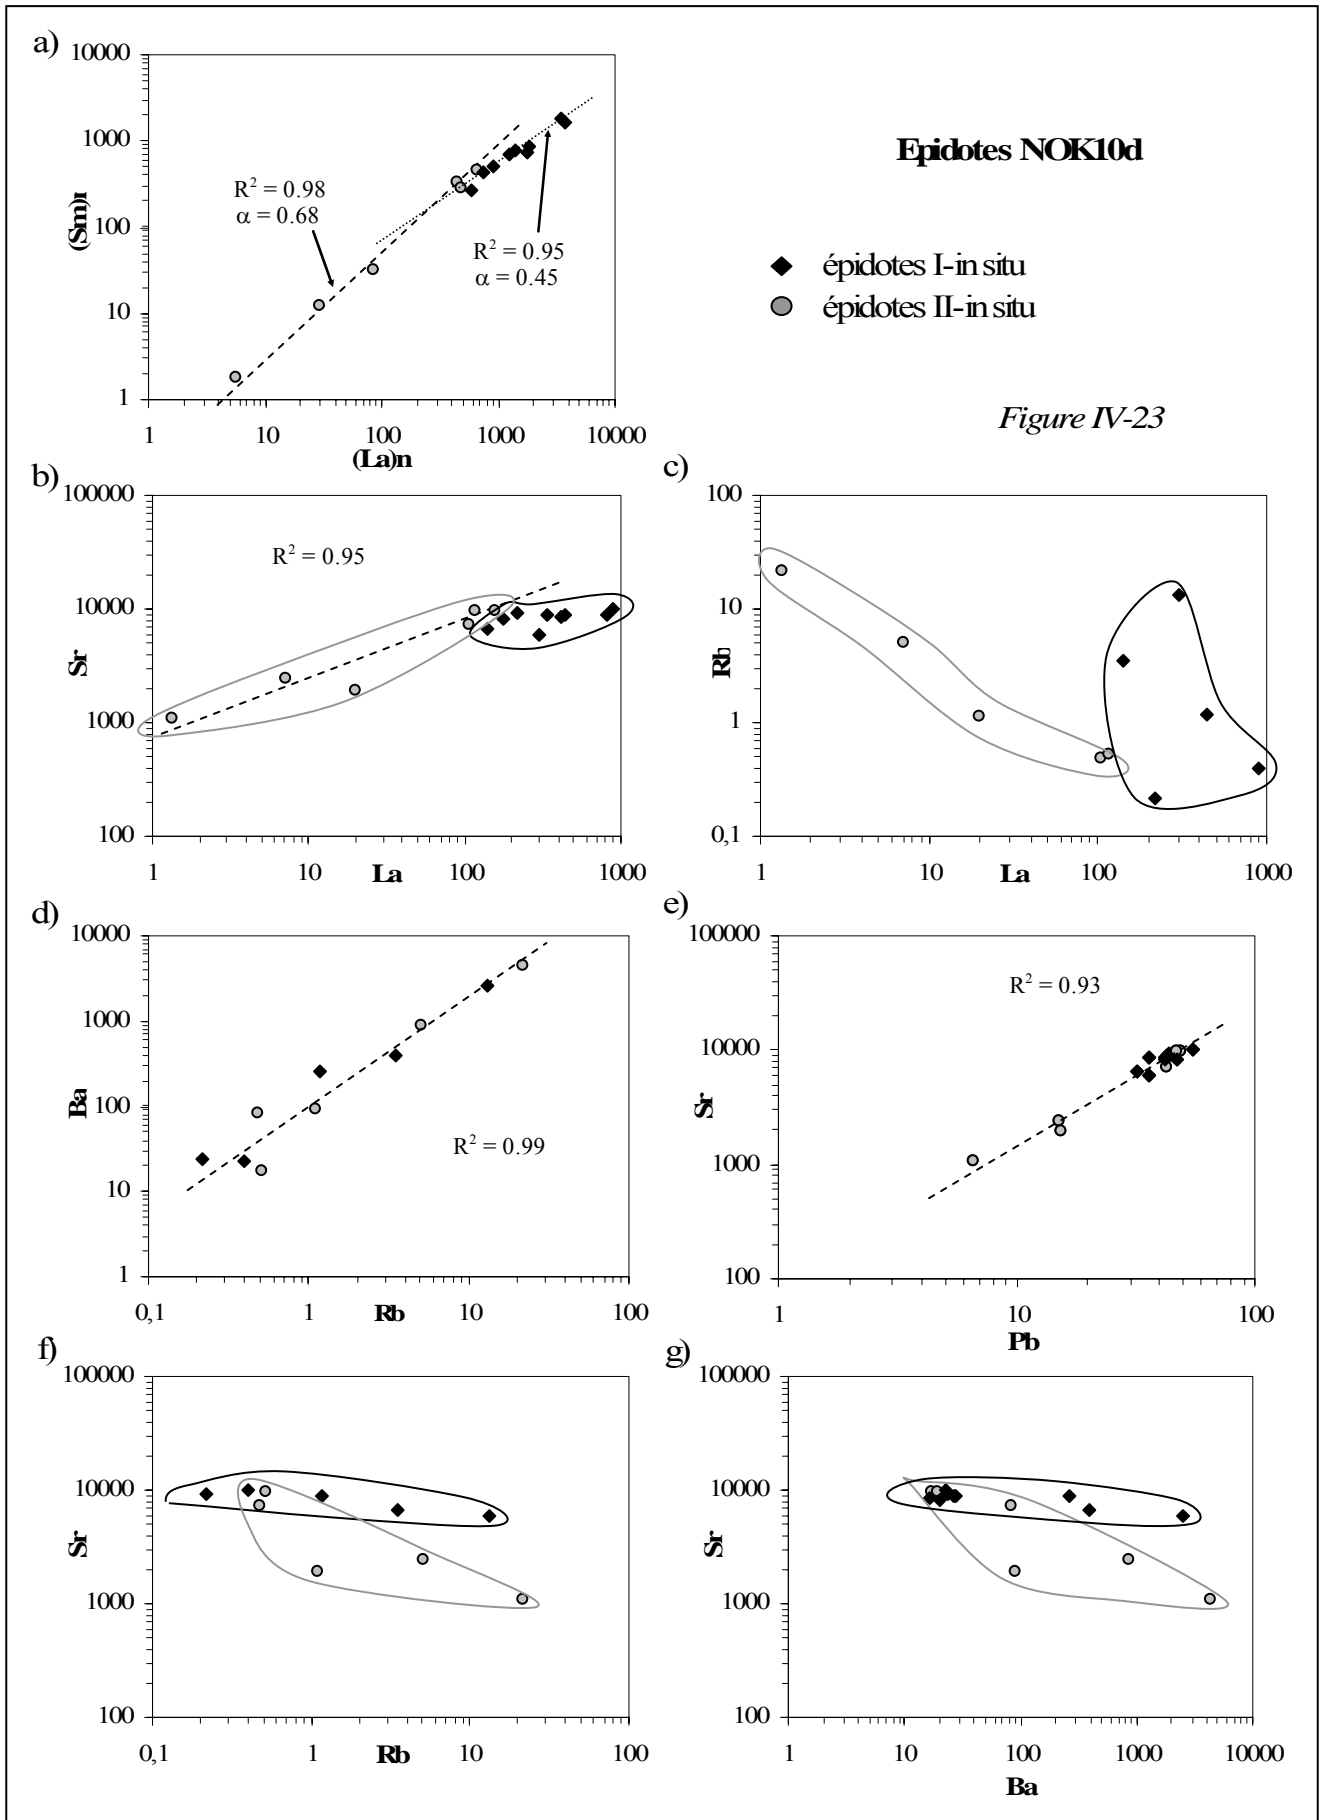 a)
10000
1000
100
10
1
(Sm)n
R² = 0.98
α = 0.68
R² = 0.95
α = 0.45
1 10 100 1000 10000
(La)n
Epidotes NOK10d
épidotes I-in situ
épidotes II-in situ
Figure IV-23
b)
100000
10000
1000
100
Sr
R² = 0.95
1 10 100 1000
La
c)
100
10
1
0,1
Rb
1 10 100 1000
La
d)
10000
1000
100
10
1
Ba
R² = 0.99
0,1 1 10 100
Rb
e)
100000
10000
1000
100
Sr
R² = 0.93
1 10 100
Pb
f)
100000
10000
1000
100
Sr
0,1 1 10 100
Rb
g)
100000
10000
1000
100
Sr
1 10 100 1000 10000
Ba